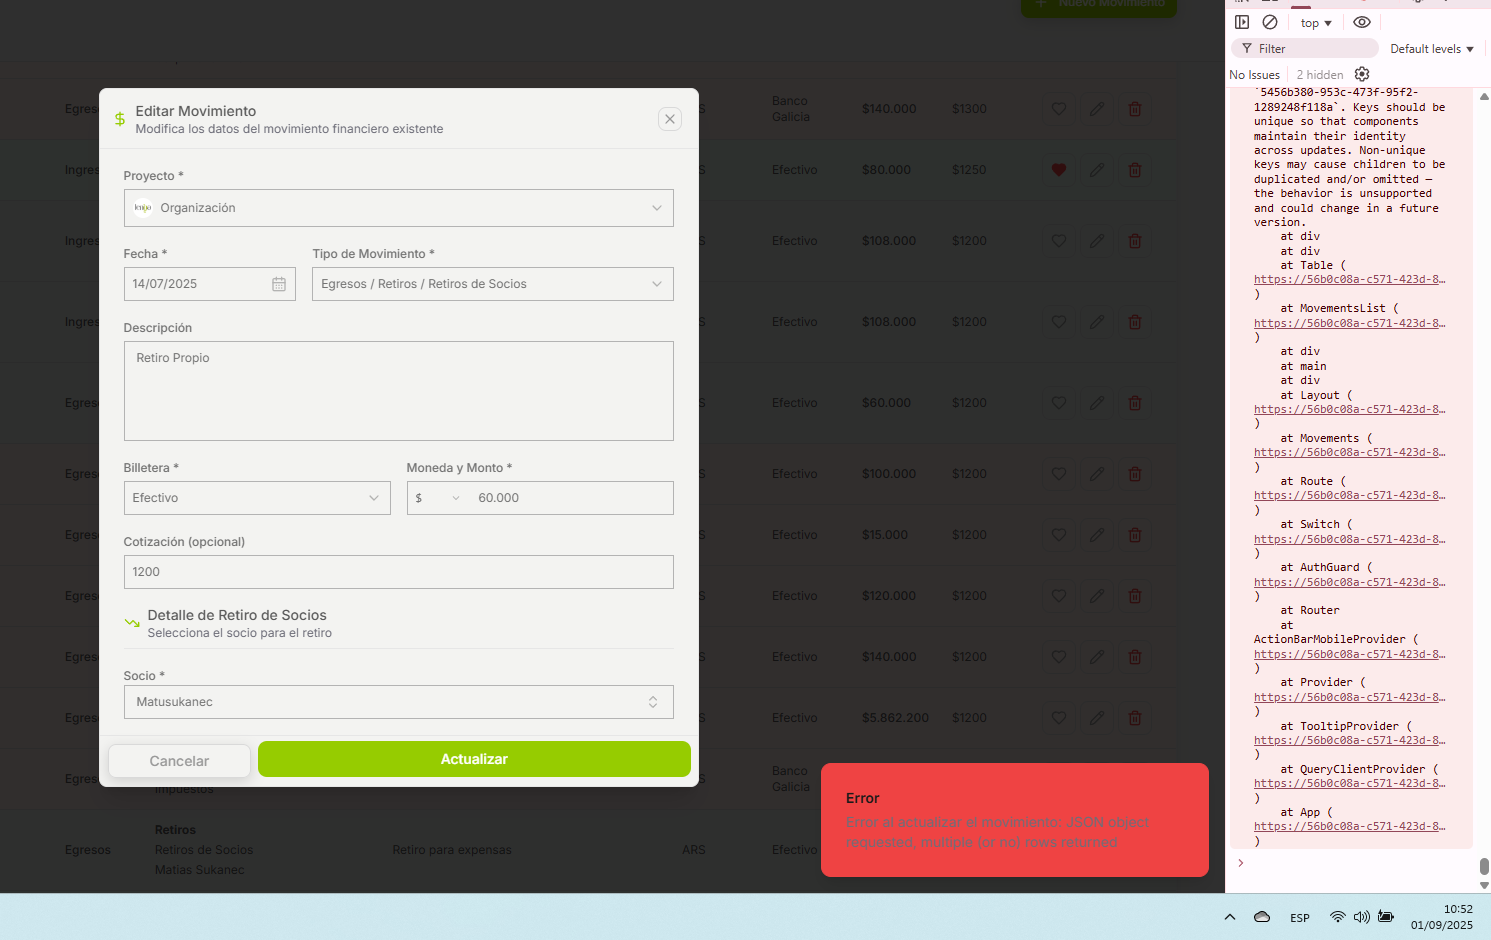 + Nuevo Movimiento
Editar Movimiento
Modifica los datos del movimiento financiero existente
Proyecto *
Organización
Fecha *
Tipo de Movimiento *
14/07/2025
Egresos / Retiros / Retiros de Socios
Descripción
Retiro Propio
Billetera *
Moneda y Monto *
Efectivo
$
60.000
Cotización (opcional)
1200
Detalle de Retiro de Socios
Selecciona el socio para el retiro
Socio *
Matusukanec
Cancelar
Actualizar
Banco
Galicia
$140.000
$1300
Efectivo
$80.000
$1250
Efectivo
$108.000
$1200
Efectivo
$108.000
$1200
Efectivo
$60.000
$1200
Efectivo
$100.000
$1200
Efectivo
$15.000
$1200
Efectivo
$120.000
$1200
Efectivo
$140.000
$1200
Efectivo
$5.862.200
$1200
Banco
Galicia
Impuestos
Egresos
Retiros
Retiros de Socios
Matias Sukanec
Retiro para expensas
ARS
Efectivo
Error
Error al actualizar el movimiento: JSON object
requested, multiple (or no) rows returned
top
Filter
Default levels
No Issues
2 hidden
`5456b380-953c-473f-95f2-
1289248f118a`. Keys should be
unique so that components
maintain their identity
across updates. Non-unique
keys may cause children to be
duplicated and/or omitted —
the behavior is unsupported
and could change in a future
version.
at div
at div
at Table (
https://56b0c08a-c571-423d-8…
)
at MovementsList (
https://56b0c08a-c571-423d-8…
)
at div
at main
at div
at Layout (
https://56b0c08a-c571-423d-8…
)
at Movements (
https://56b0c08a-c571-423d-8…
)
at Route (
https://56b0c08a-c571-423d-8…
)
at Switch (
https://56b0c08a-c571-423d-8…
)
at AuthGuard (
https://56b0c08a-c571-423d-8…
)
at Router
at
ActionBarMobileProvider (
https://56b0c08a-c571-423d-8…
)
at Provider (
https://56b0c08a-c571-423d-8…
)
at TooltipProvider (
https://56b0c08a-c571-423d-8…
)
at QueryClientProvider (
https://56b0c08a-c571-423d-8…
)
at App (
https://56b0c08a-c571-423d-8…
)
ESP
10:52
01/09/2025